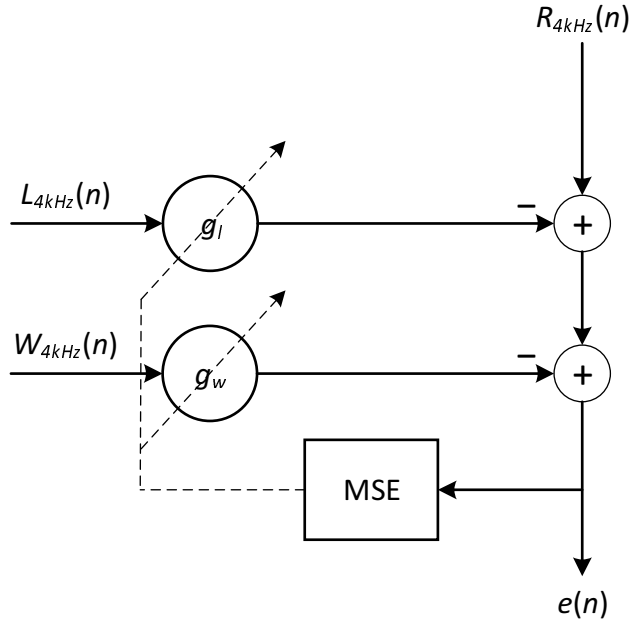 R4kHz(n)
L4kHz(n)
gl
−
+
W4kHz(n)
gw
−
+
MSE
e(n)